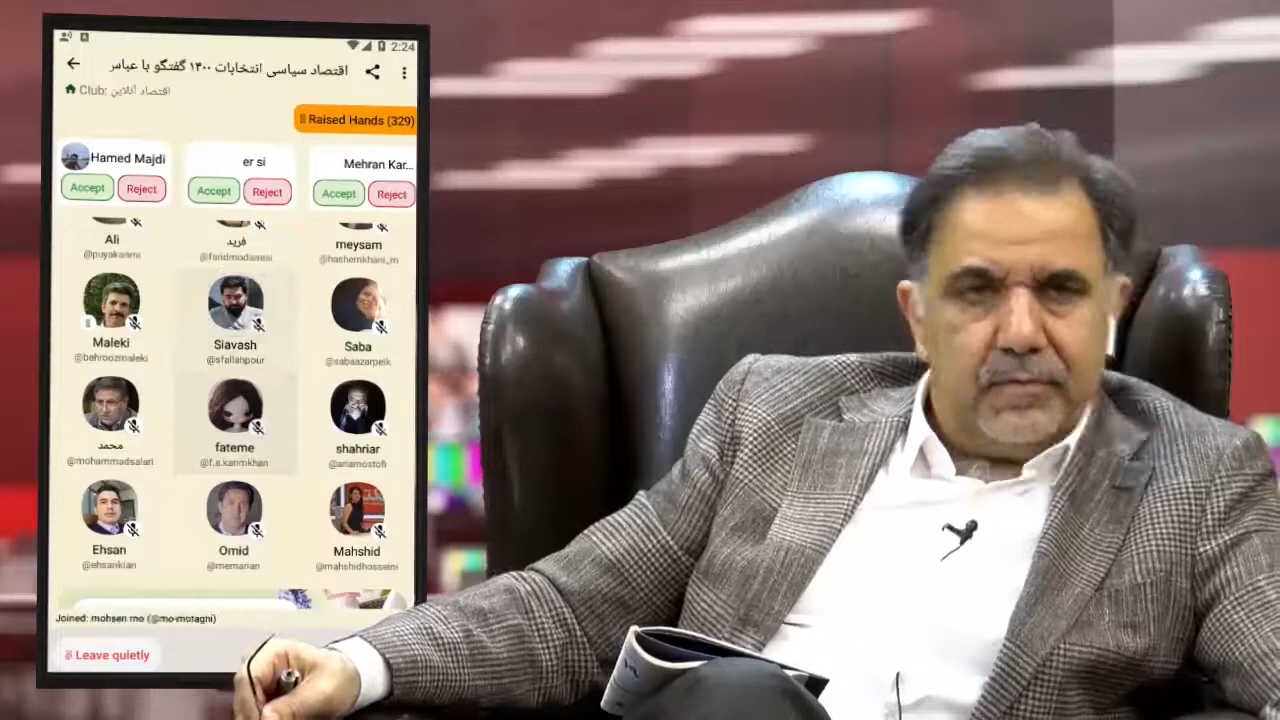 2:24
اقتصاد سیاسی انتخابات ۱۴۰۰ گفتگو با عباس
Club: اقتصاد آنلاین
Raised Hands (329)
Hamed Majdi
er si
Mehran Kar...
Accept Reject
Accept Reject
Accept Reject
Ali
فرید
meysam
@puyakarimi
@faridmodarresi
@hashemkhani_m
Maleki
Siavash
Saba
@behroozmaleki
@sfallahpour
@sabaazarpeik
محمد
fateme
shahriar
@mohammadsalari
@f.a.karimkhan
@ariamostofi
Ehsan
Omid
Mahshid
@ehsankian
@memarian
@mahshidhosseini
Joined: mohsen mo (@mo-motaghi)
Leave quietly